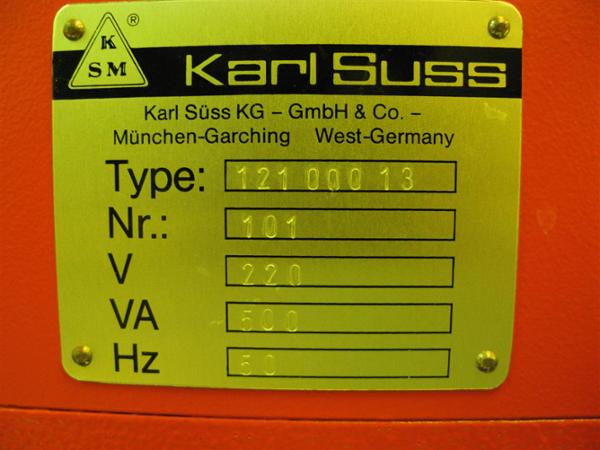 K
SM
®
Karl Suss
Karl Süss KG – GmbH & Co. –
München-Garching West-Germany
Type: 121 000 13
Nr.: 101
V 220
VA 500
Hz 50